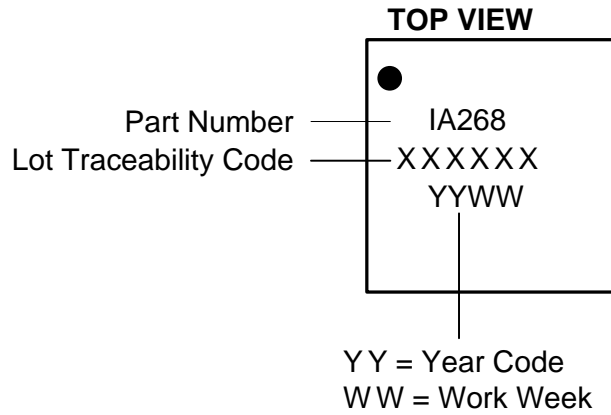 TOP VIEW
Part Number
IA268
Lot Traceability Code
XXXXXX
YYWW
YY = Year Code
WW = Work Week